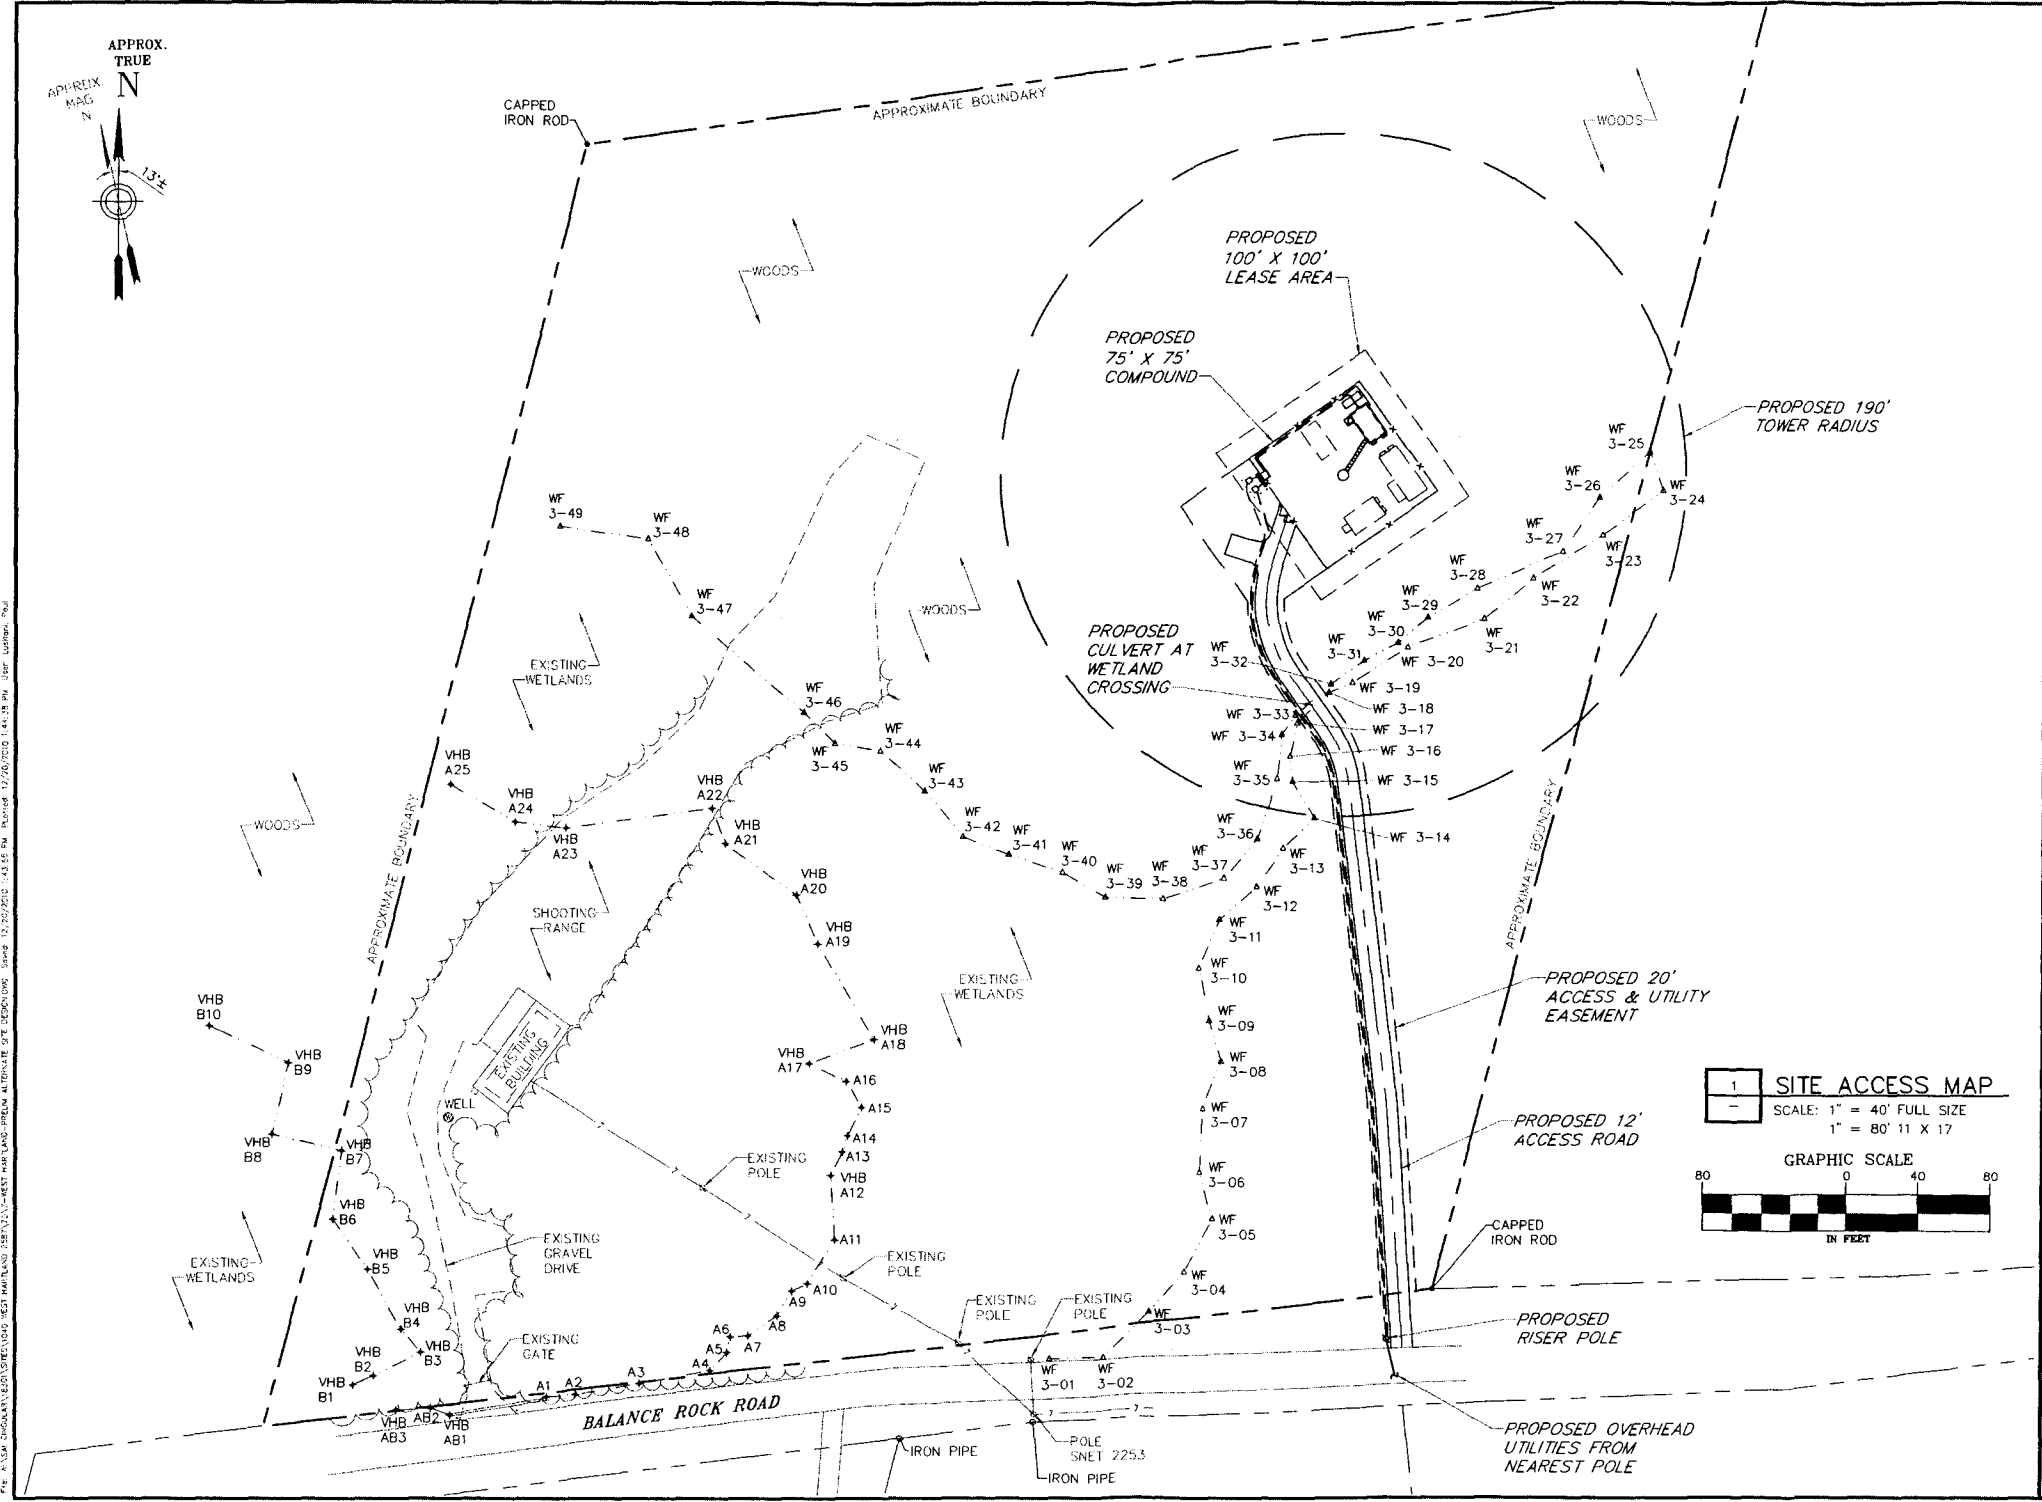 APPROX.
TRUE
N
MAG
N
13°±
CAPPED
IRON ROD
APPROXIMATE BOUNDARY
WOODS
PROPOSED
100' X 100'
LEASE AREA
WOODS
PROPOSED
75' X 75'
COMPOUND
PROPOSED 190'
TOWER RADIUS
WF
3-25
WF
3-26
WF
3-24
WF
3-27
WF
3-23
WF
3-28
WF
3-22
WF
3-29
WF
3-21
WF
3-30
WF
3-20
WF
3-31
WF
3-32
WF 3-19
WF 3-18
WF 3-33
WF 3-17
WF 3-34
WF 3-16
WF
3-35
WF 3-15
WF 3-14
PROPOSED
CULVERT AT
WETLAND
CROSSING
WF
3-49
WF
3-48
WF
3-47
WOODS
EXISTING
WETLANDS
WF
3-46
WF
3-45
WF
3-44
WF
3-43
WF
3-42
WF
3-41
WF
3-40
WF
3-39
WF
3-38
WF
3-37
WF
3-36
WF
3-13
WF
3-12
WF
3-11
WF
3-10
WF
3-09
WF
3-08
WF
3-07
WF
3-06
WF
3-05
WF
3-04
WF
3-03
WF
3-02
WF
3-01
VHB
A25
VHB
A24
VHB
A23
VHB
A22
VHB
A21
VHB
A20
VHB
A19
VHB
A18
VHB
A17
A16
A15
A14
A13
VHB
A12
A11
A10
A9
A8
A7
A6
A5
A4
A3
A2
A1
WOODS
APPROXIMATE BOUNDARY
SHOOTING
RANGE
EXISTING
WETLANDS
APPROXIMATE BOUNDARY
PROPOSED 20'
ACCESS & UTILITY
EASEMENT
VHB
B10
VHB
B9
VHB
B8
VHB
B7
VHB
B6
VHB
B5
VHB
B4
VHB
B3
VHB
B2
B1
VHB
AB3
AB2
VHB
AB1
EXISTING
BUILDING
WELL
EXISTING
POLE
EXISTING
GRAVEL
DRIVE
EXISTING
POLE
EXISTING
WETLANDS
EXISTING
GATE
EXISTING
POLE
EXISTING
POLE
BALANCE ROCK ROAD
IRON PIPE
POLE
SNET 2253
IRON PIPE
PROPOSED 12'
ACCESS ROAD
CAPPED
IRON ROD
PROPOSED
RISER POLE
PROPOSED OVERHEAD
UTILITIES FROM
NEAREST POLE
1
SITE ACCESS MAP
SCALE: 1" = 40' FULL SIZE
1" = 80' 11 X 17
GRAPHIC SCALE
80 0 40 80
IN FEET